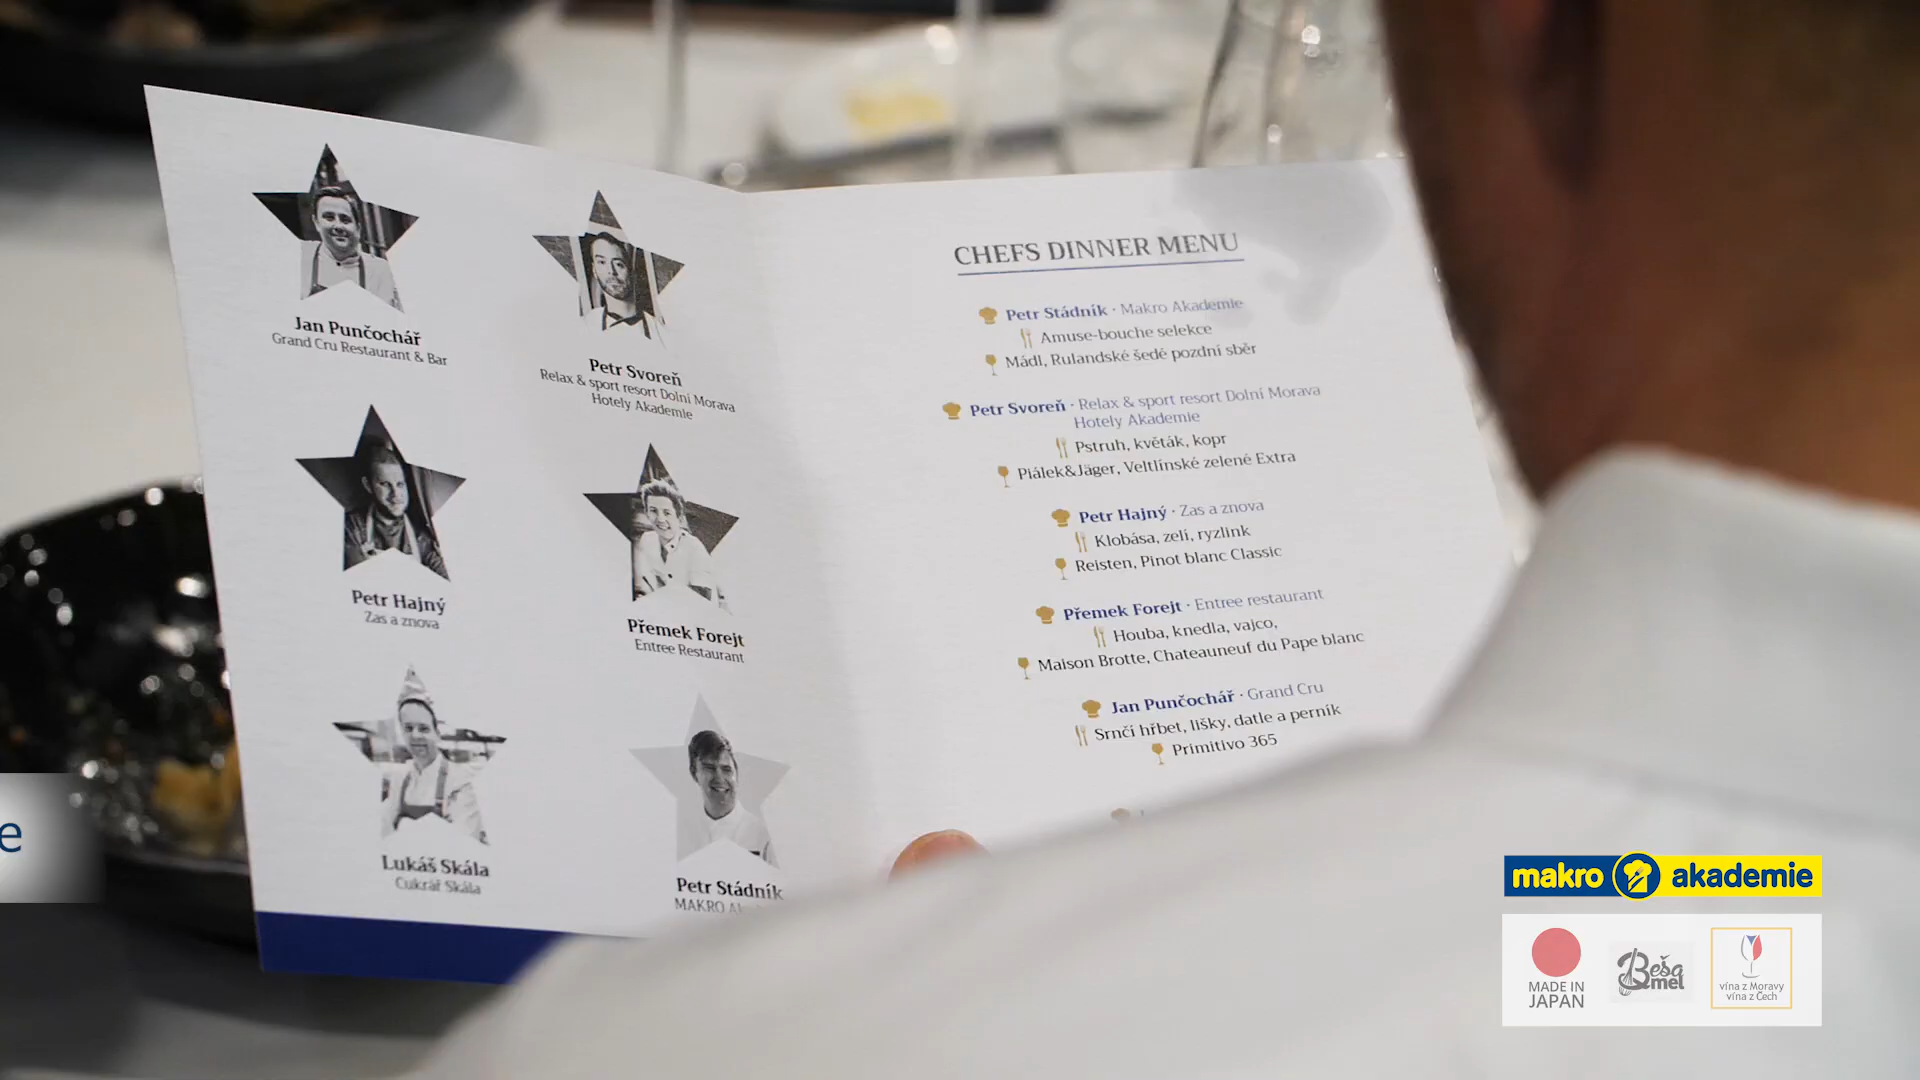 Jan Punčochář
Grand Cru Restaurant & Bar
Petr Svoreň
Relax & sport resort Dolní Morava
Hotely Akademie
Petr Hajný
Zas a znova
Přemek Forejt
Entree Restaurant
Lukáš Skála
Cukrář Skála
Petr Stádník
MAKRO
CHEFS DINNER MENU
Petr Stádník · Makro Akademie
Amuse-bouche selekce
Mádl, Rulandské šedé pozdní sběr
Petr Svoreň · Relax & sport resort Dolní Morava
Hotely Akademie
Pstruh, květák, kopr
Piálek&Jäger, Veltlínské zelené Extra
Petr Hajný · Zas a znova
Klobása, zelí, ryzlink
Reisten, Pinot blanc Classic
Přemek Forejt · Entree restaurant
Houba, knedla, vajco,
Maison Brotte, Chateauneuf du Pape blanc
Jan Punčochář · Grand Cru
Srnčí hřbet, lišky, datle a perník
Primitivo 365
e
makro akademie
MADE IN
JAPAN
Beša
mel
vína z Moravy
vína z Čech